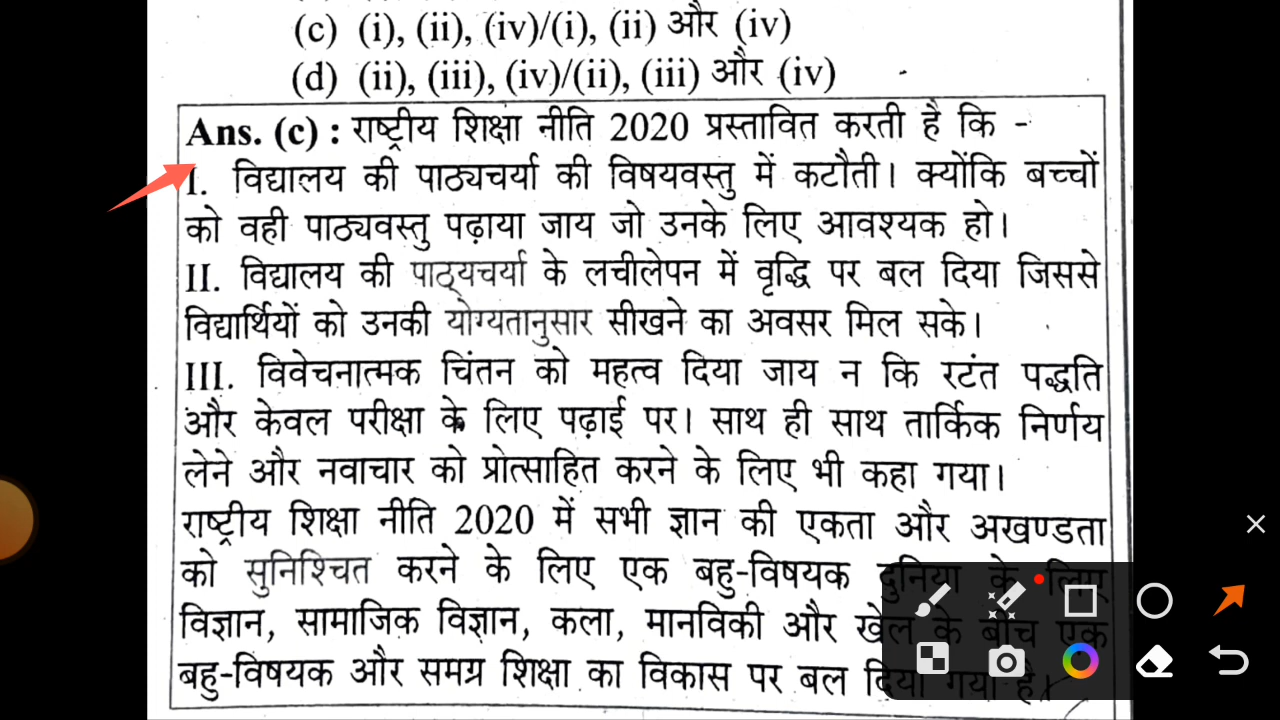 (c) (i), (ii), (iv)/(i), (ii) और (iv)
(d) (ii), (iii), (iv)/(ii), (iii) और (iv)
Ans. (c) : राष्ट्रीय शिक्षा नीति 2020 प्रस्तावित करती है कि -
I. विद्यालय की पाठ्यचर्या की विषयवस्तु में कटौती। क्योंकि बच्चों
को वही पाठ्यवस्तु पढ़ाया जाय जो उनके लिए आवश्यक हो।
II. विद्यालय की पाठ्यचर्या के लचीलेपन में वृद्धि पर बल दिया जिससे
विद्यार्थियों को उनकी योग्यतानुसार सीखने का अवसर मिल सके।
III. विवेचनात्मक चिंतन को महत्व दिया जाय न कि रटंत पद्धति
और केवल परीक्षा के लिए पढ़ाई पर। साथ ही साथ तार्किक निर्णय
लेने और नवाचार को प्रोत्साहित करने के लिए भी कहा गया।
राष्ट्रीय शिक्षा नीति 2020 में सभी ज्ञान की एकता और अखण्डता
को सुनिश्चित करने के लिए एक बहु-विषयक दुनिया के लिए
विज्ञान, सामाजिक विज्ञान, कला, मानविकी और खेल के बीच एक
बहु-विषयक और समग्र शिक्षा का विकास पर बल दिया गया है।